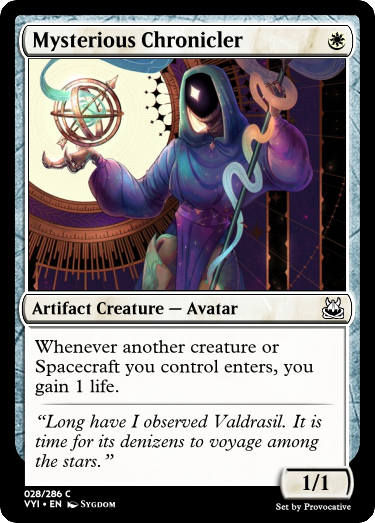 Mysterious Chronicler
Artifact Creature — Avatar
Whenever another creature or
Spacecraft you control enters, you
gain 1 life.
“Long have I observed Valdrasil. It is
time for its denizens to voyage among
the stars.”
1/1
028/286 C
VYI • EN Sygdom
Set by Provocative